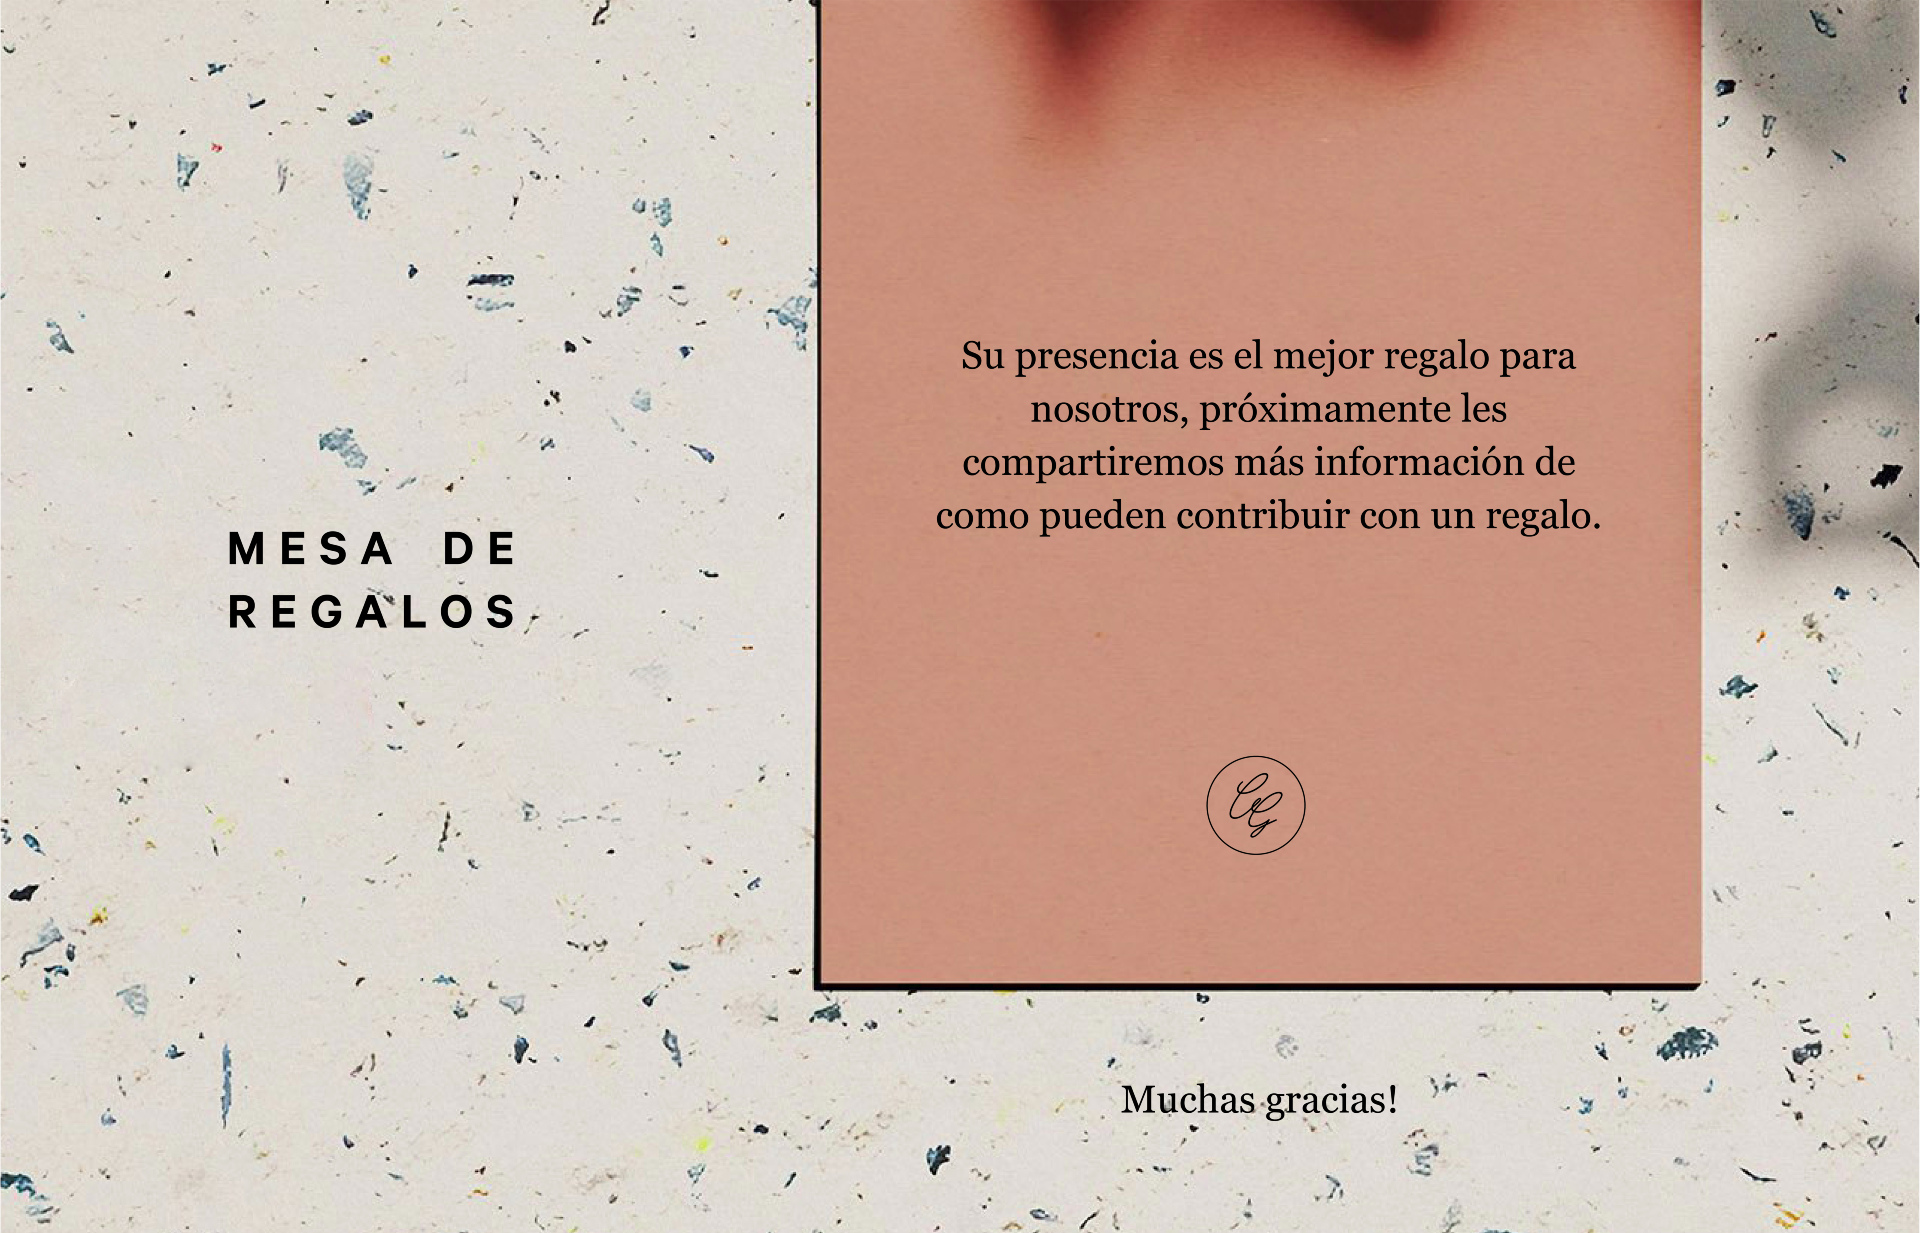 MESA DE
REGALOS
Su presencia es el mejor regalo para
nosotros, próximamente les
compartiremos más información de
como pueden contribuir con un regalo.
Muchas gracias!